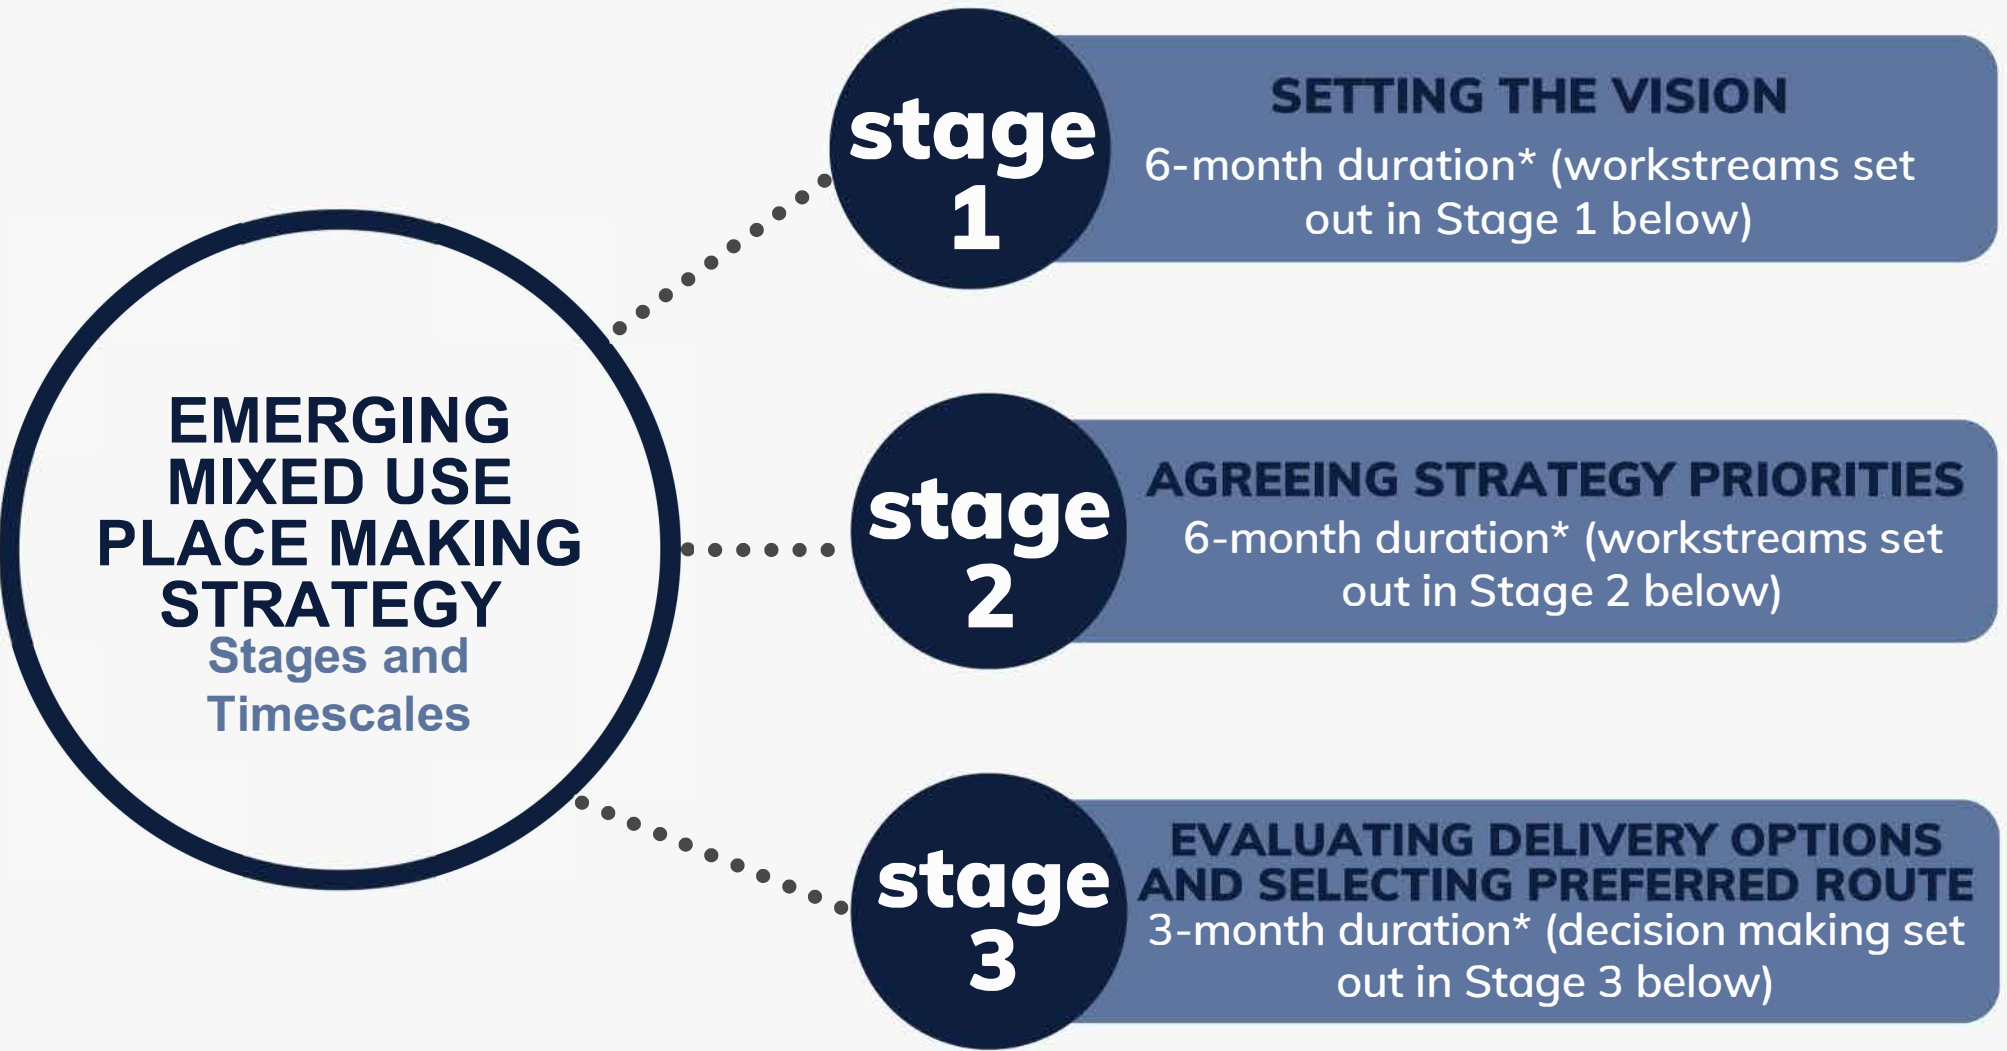 EMERGING
MIXED USE
PLACE MAKING
STRATEGY
Stages and
Timescales
stage
1
SETTING THE VISION
6-month duration* (workstreams set
out in Stage 1 below)
stage
2
AGREEING STRATEGY PRIORITIES
6-month duration* (workstreams set
out in Stage 2 below)
stage
3
EVALUATING DELIVERY OPTIONS
AND SELECTING PREFERRED ROUTE
3-month duration* (decision making set
out in Stage 3 below)